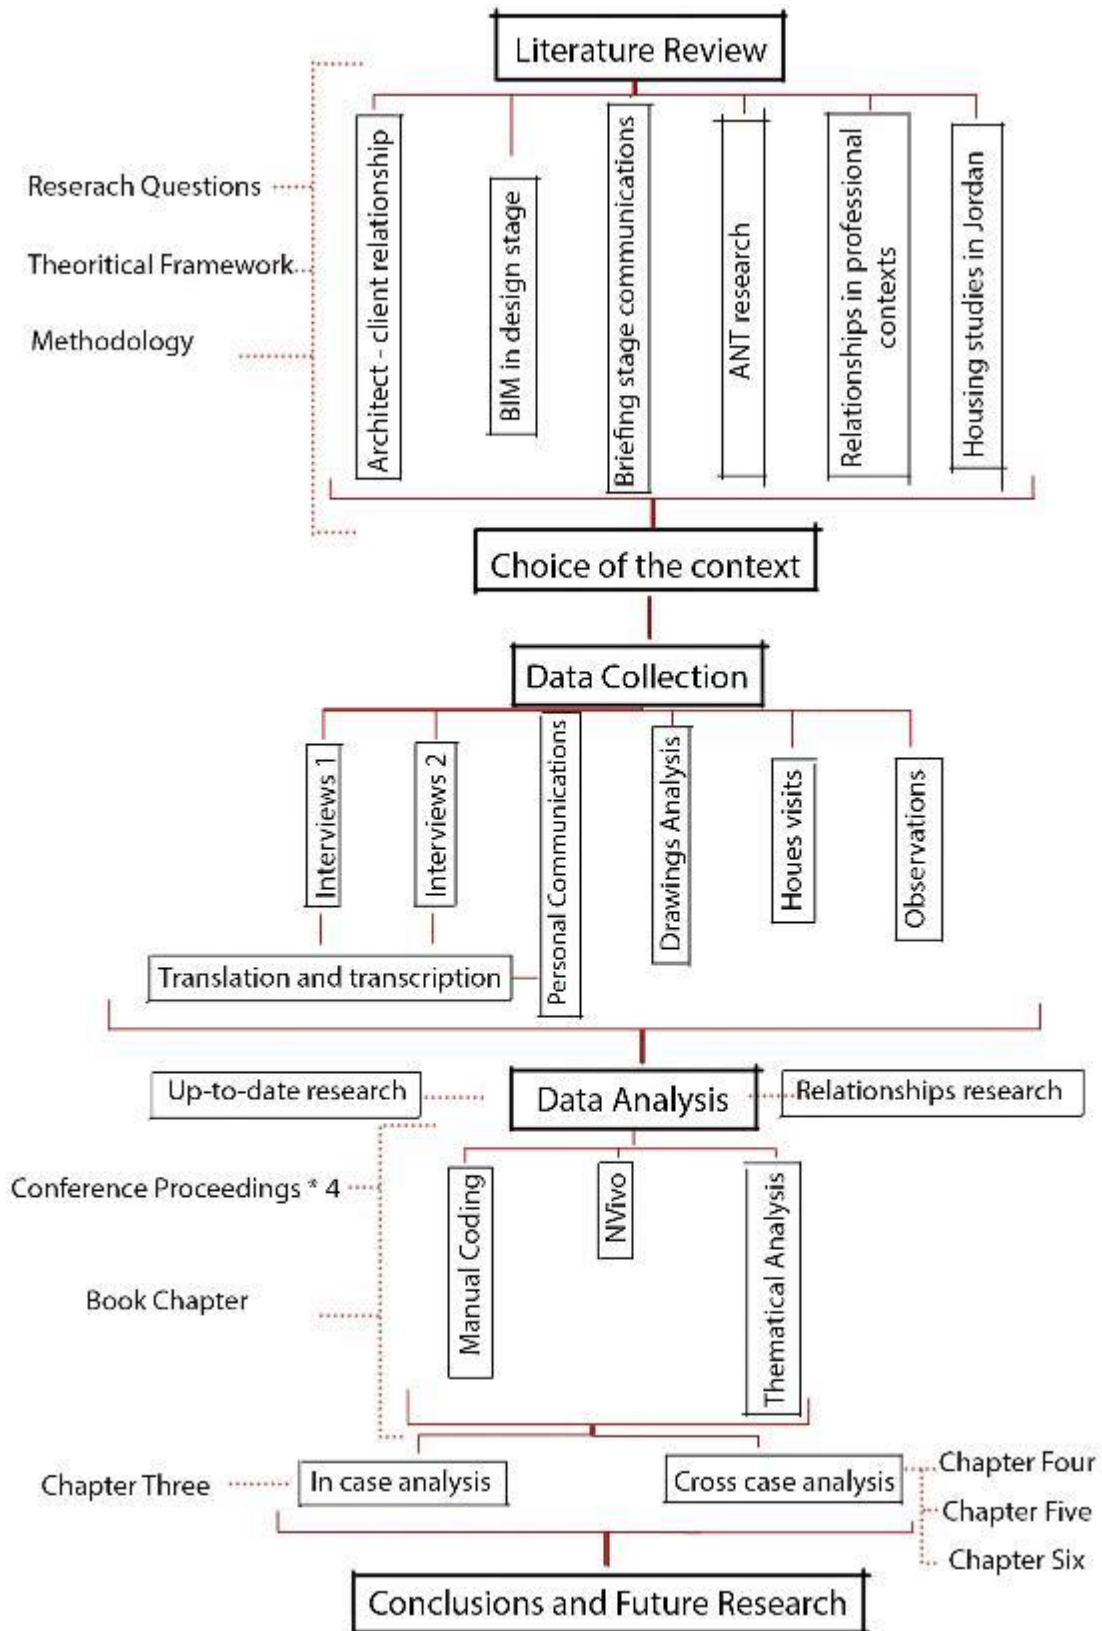 Literature Review
Reserach Questions
Theoritical Framework
Methodology
Architect - client relationship
BIM in design stage
Briefing stage communications
ANT research
Relationships in professional
contexts
Housing studies in Jordan
Choice of the context
Data Collection
Interviews 1
Interviews 2
Personal Communications
Drawings Analysis
Houes visits
Observations
Translation and transcription
Up-to-date research
Data Analysis
Relationships research
Conference Proceedings * 4
Book Chapter
Manual Coding
NVivo
Thematical Analysis
Chapter Three
In case analysis
Cross case analysis
Chapter Four
Chapter Five
Chapter Six
Conclusions and Future Research